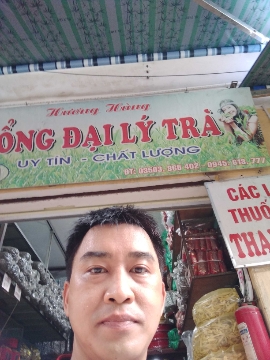 Hương Hùng
ỔNG ĐẠI LÝ TRÀ
UY TÍN - CHẤT LƯỢNG
CÁC L
THUỐ
THA